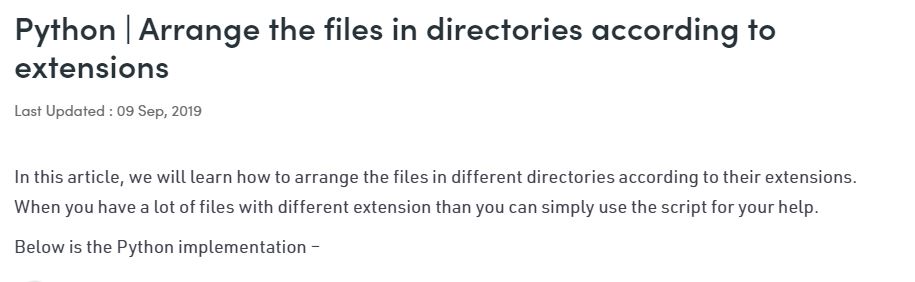 Python | Arrange the files in directories according to
extensions
Last Updated : 09 Sep, 2019
In this article, we will learn how to arrange the files in different directories according to their extensions.
When you have a lot of files with different extension than you can simply use the script for your help.
Below is the Python implementation –